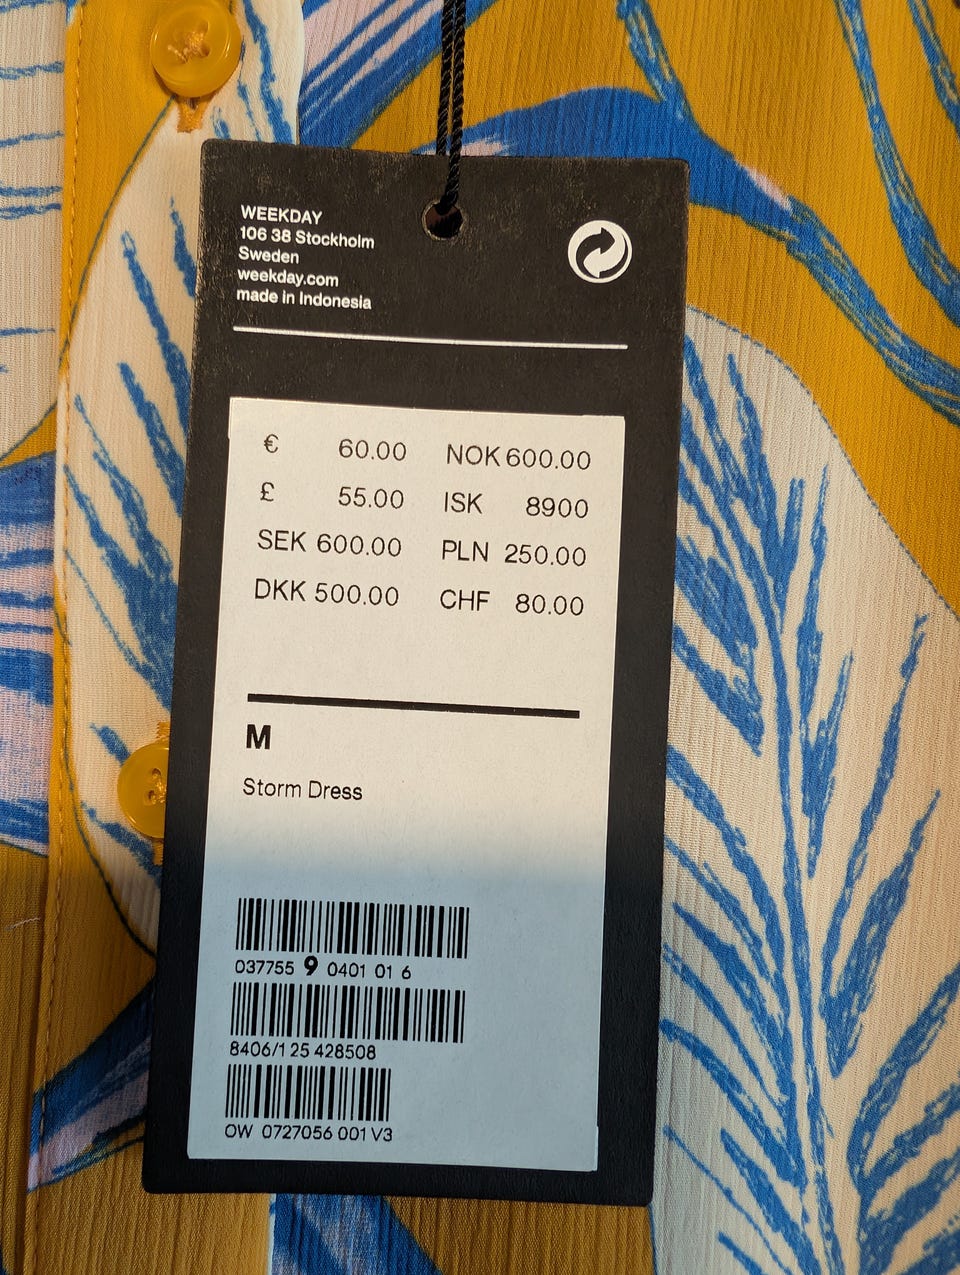 WEEKDAY
106 38 Stockholm
Sweden
weekday.com
made in Indonesia
€ 60.00 NOK 600.00
£ 55.00 ISK 8900
SEK 600.00 PLN 250.00
DKK 500.00 CHF 80.00
M
Storm Dress
037755 9 0401 01 6
8406/1 25 428508
OW 0727056 001 V3